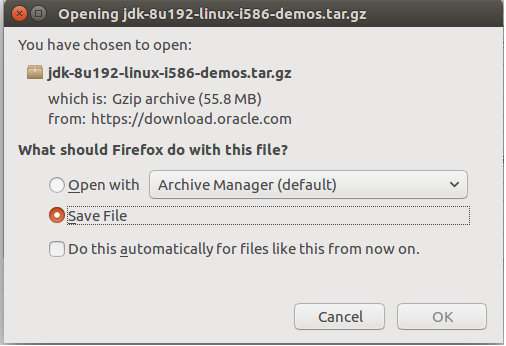 Opening jdk-8u192-linux-i586-demos.tar.gz
You have chosen to open:
jdk-8u192-linux-i586-demos.tar.gz
which is: Gzip archive (55.8 MB)
from: https://download.oracle.com
What should Firefox do with this file?
Open with Archive Manager (default)
Save File
Do this automatically for files like this from now on.
Cancel OK